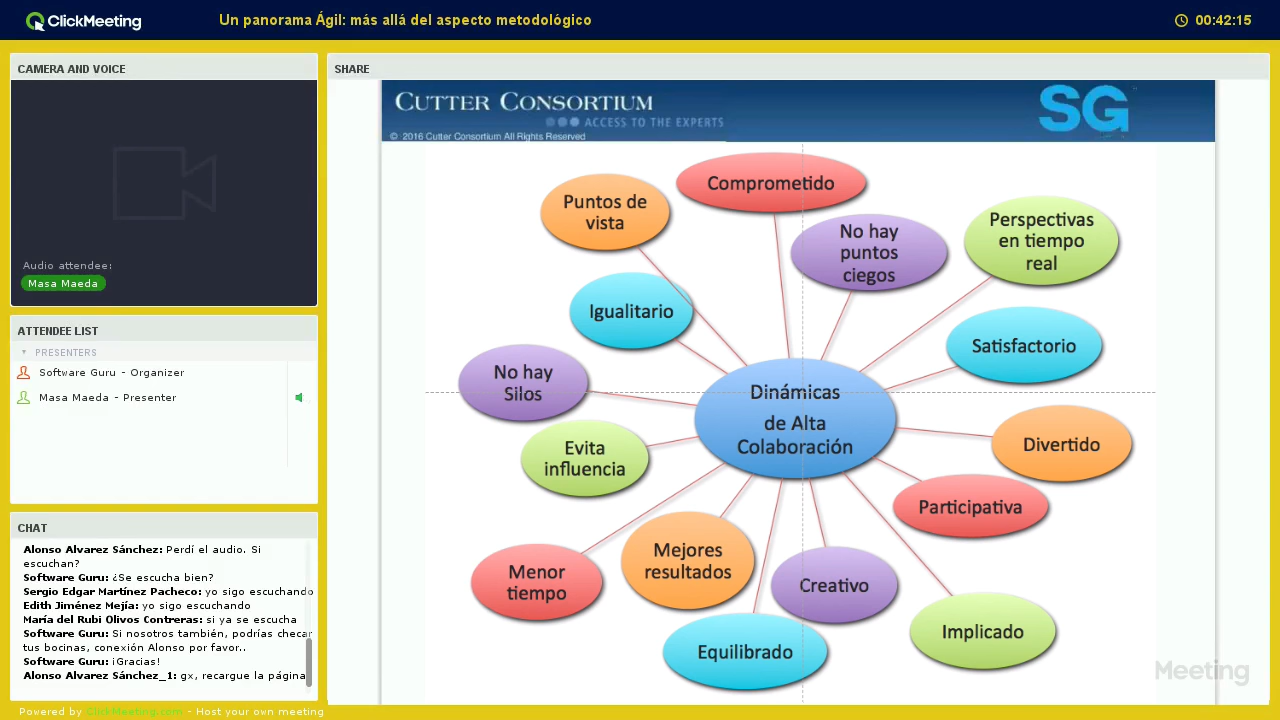 ClickMeeting
Un panorama Ágil: más allá del aspecto metodológico
00:42:15
CAMERA AND VOICE
Audio attendee:
Masa Maeda
ATTENDEE LIST
PRESENTERS
Software Guru - Organizer
Masa Maeda - Presenter
CHAT
Alonso Alvarez Sánchez: Perdí el audio. Si
escuchan?
Software Guru: ¿Se escucha bien?
Sergio Edgar Martínez Pacheco: yo sigo escuchando
Edith Jiménez Mejía: yo sigo escuchando
María del Rubi Olivos Contreras: si ya se escucha
Software Guru: Si nosotros también, podrías checar
tus bocinas, conexión Alonso por favor..
Software Guru: ¡Gracias!
Alonso Alvarez Sánchez_1: gx, recargue la página
Powered by ClickMeeting.com - Host your own meeting
SHARE
CUTTER CONSORTIUM
ACCESS TO THE EXPERTS
© 2016 Cutter Consortium All Rights Reserved
SG
Comprometido
Puntos de
vista
No hay
puntos
ciegos
Perspectivas
en tiempo
real
Igualitario
Satisfactorio
No hay
Silos
Dinámicas
de Alta
Colaboración
Divertido
Evita
influencia
Participativa
Menor
tiempo
Mejores
resultados
Creativo
Implicado
Equilibrado
Meeting